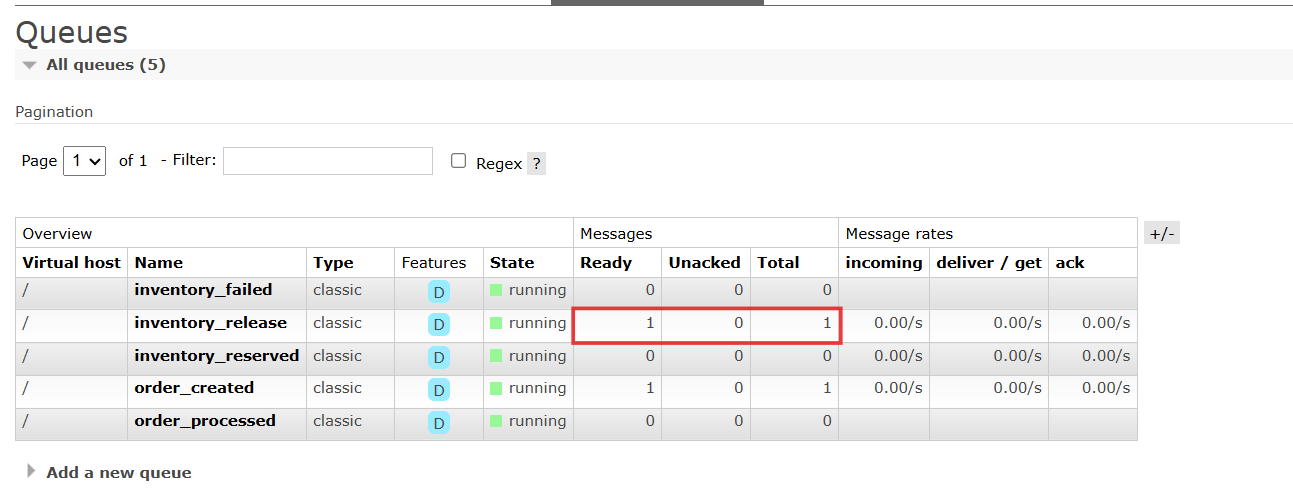 Queues
All queues (5)
Pagination
Page 1 of 1 - Filter: Regex ?
Overview Messages Message rates +/-
Virtual host Name Type Features State Ready Unacked Total incoming deliver / get ack
/ inventory_failed classic D running 0 0 0
/ inventory_release classic D running 1 0 1 0.00/s 0.00/s 0.00/s
/ inventory_reserved classic D running 0 0 0 0.00/s 0.00/s 0.00/s
/ order_created classic D running 1 0 1 0.00/s 0.00/s 0.00/s
/ order_processed classic D running 0 0 0
Add a new queue